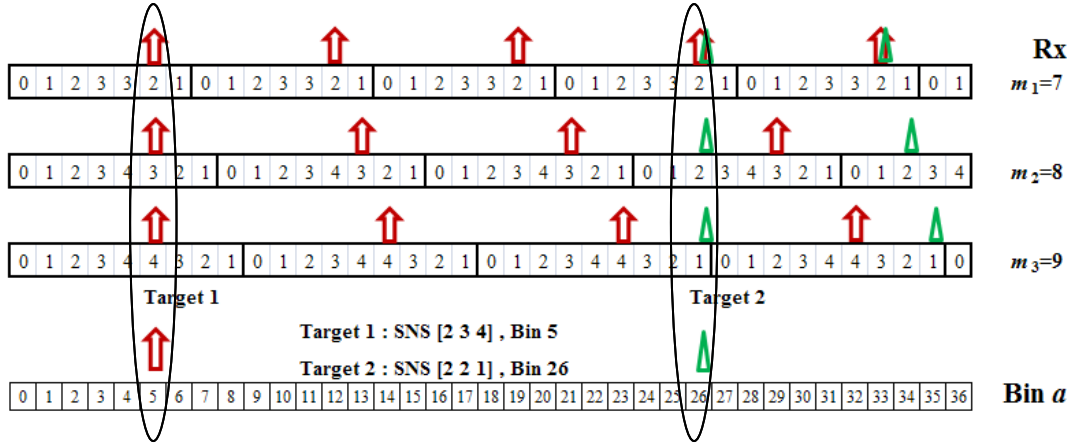 Rx
0 1 2 3 3 2 1 0 1 2 3 3 2 1 0 1 2 3 3 2 1 0 1 2 3 3 2 1 0 1 2 3 3 2 1 0 1 m1=7
0 1 2 3 4 3 2 1 0 1 2 3 4 3 2 1 0 1 2 3 4 3 2 1 0 1 2 3 4 3 2 1 0 1 2 3 4 m2=8
0 1 2 3 4 4 3 2 1 0 1 2 3 4 4 3 2 1 0 1 2 3 4 4 3 2 1 0 1 2 3 4 4 3 2 1 0 m3=9
Target 1 Target 2
Target 1 : SNS [2 3 4] , Bin 5
Target 2 : SNS [2 2 1] , Bin 26
0 1 2 3 4 5 6 7 8 9 10 11 12 13 14 15 16 17 18 19 20 21 22 23 24 25 26 27 28 29 30 31 32 33 34 35 36 Bin a